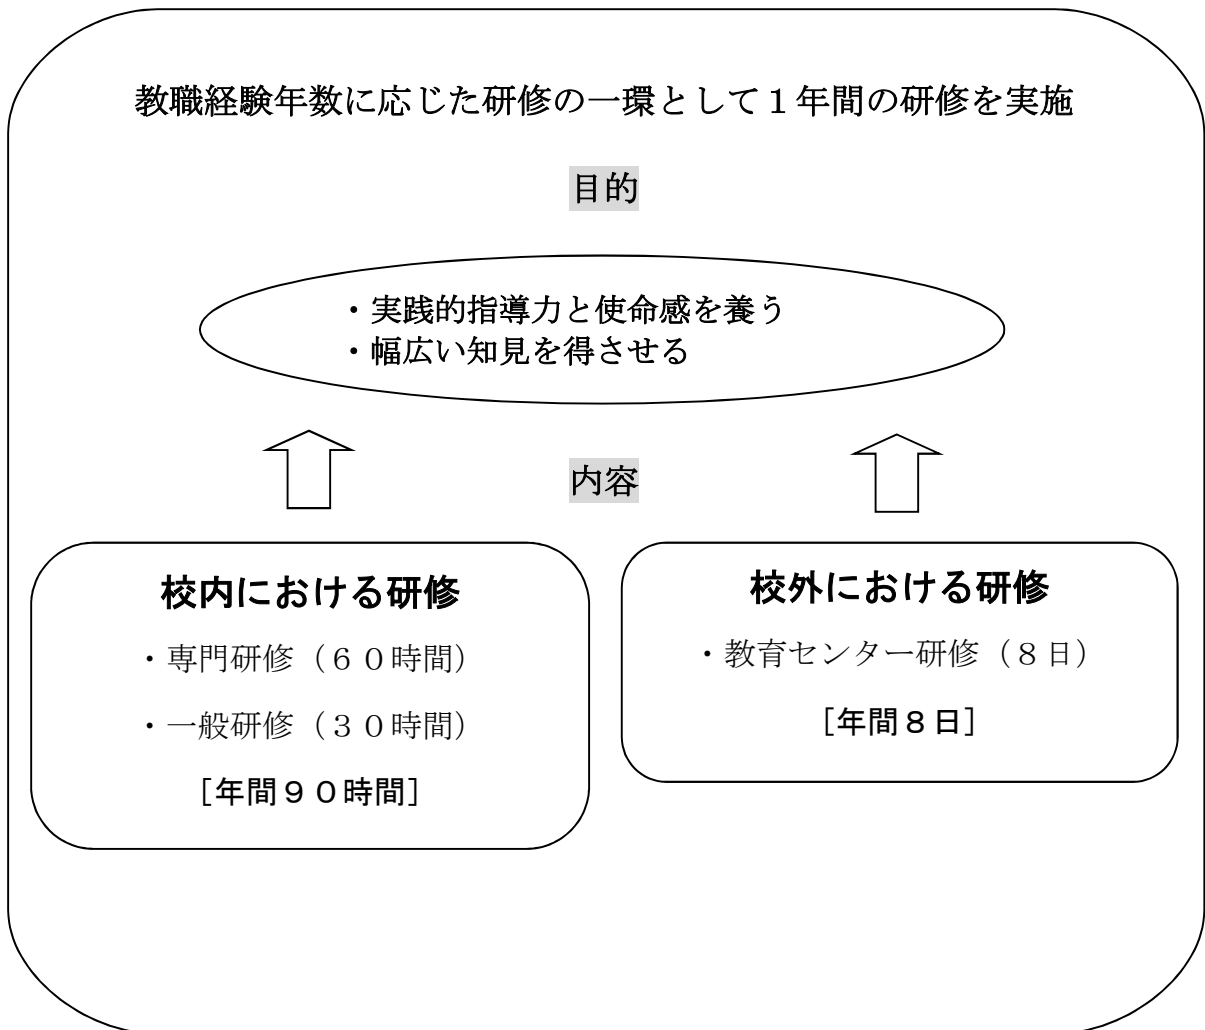 教職経験年数に応じた研修の一環として１年間の研修を実施
目的
・実践的指導力と使命感を養う
・幅広い知見を得させる
内容
校内における研修
・専門研修（６０時間）
・一般研修（３０時間）
［年間９０時間］
校外における研修
・教育センター研修（８日）
［年間８日］